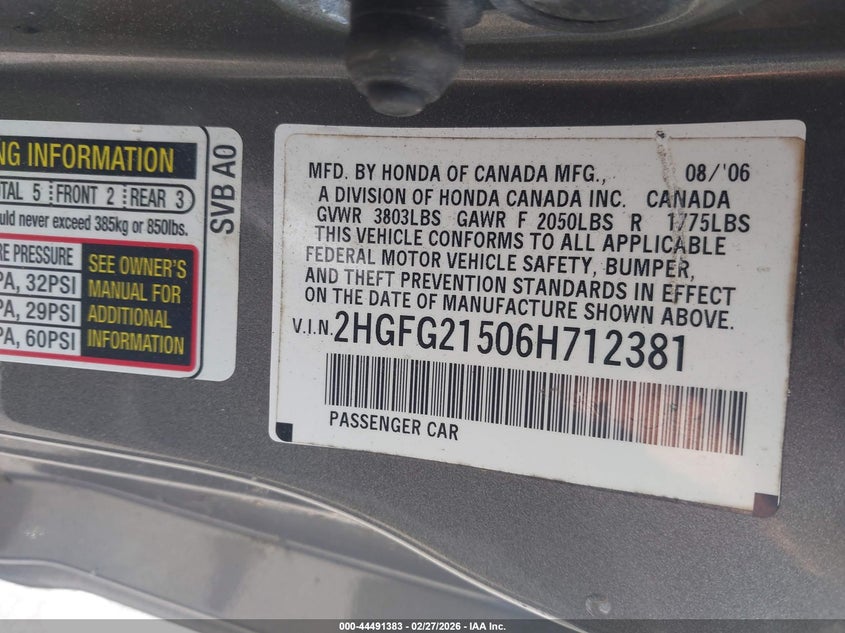 NG INFORMATION
TAL 5 FRONT 2 REAR 3
uld never exceed 385kg or 850lbs.
RE PRESSURE
PA, 32PSI
PA, 29PSI
PA, 60PSI
SEE OWNER'S
MANUAL FOR
ADDITIONAL
INFORMATION
SVB A0
MFD. BY HONDA OF CANADA MFG., 08/'06
A DIVISION OF HONDA CANADA INC. CANADA
GVWR 3803LBS GAWR F 2050LBS R 1775LBS
THIS VEHICLE CONFORMS TO ALL APPLICABLE
FEDERAL MOTOR VEHICLE SAFETY, BUMPER,
AND THEFT PREVENTION STANDARDS IN EFFECT
ON THE DATE OF MANUFACTURE SHOWN ABOVE.
V.I.N. 2HGFG21506H712381
PASSENGER CAR
000-44491383 - 02/27/2026 - IAA Inc.